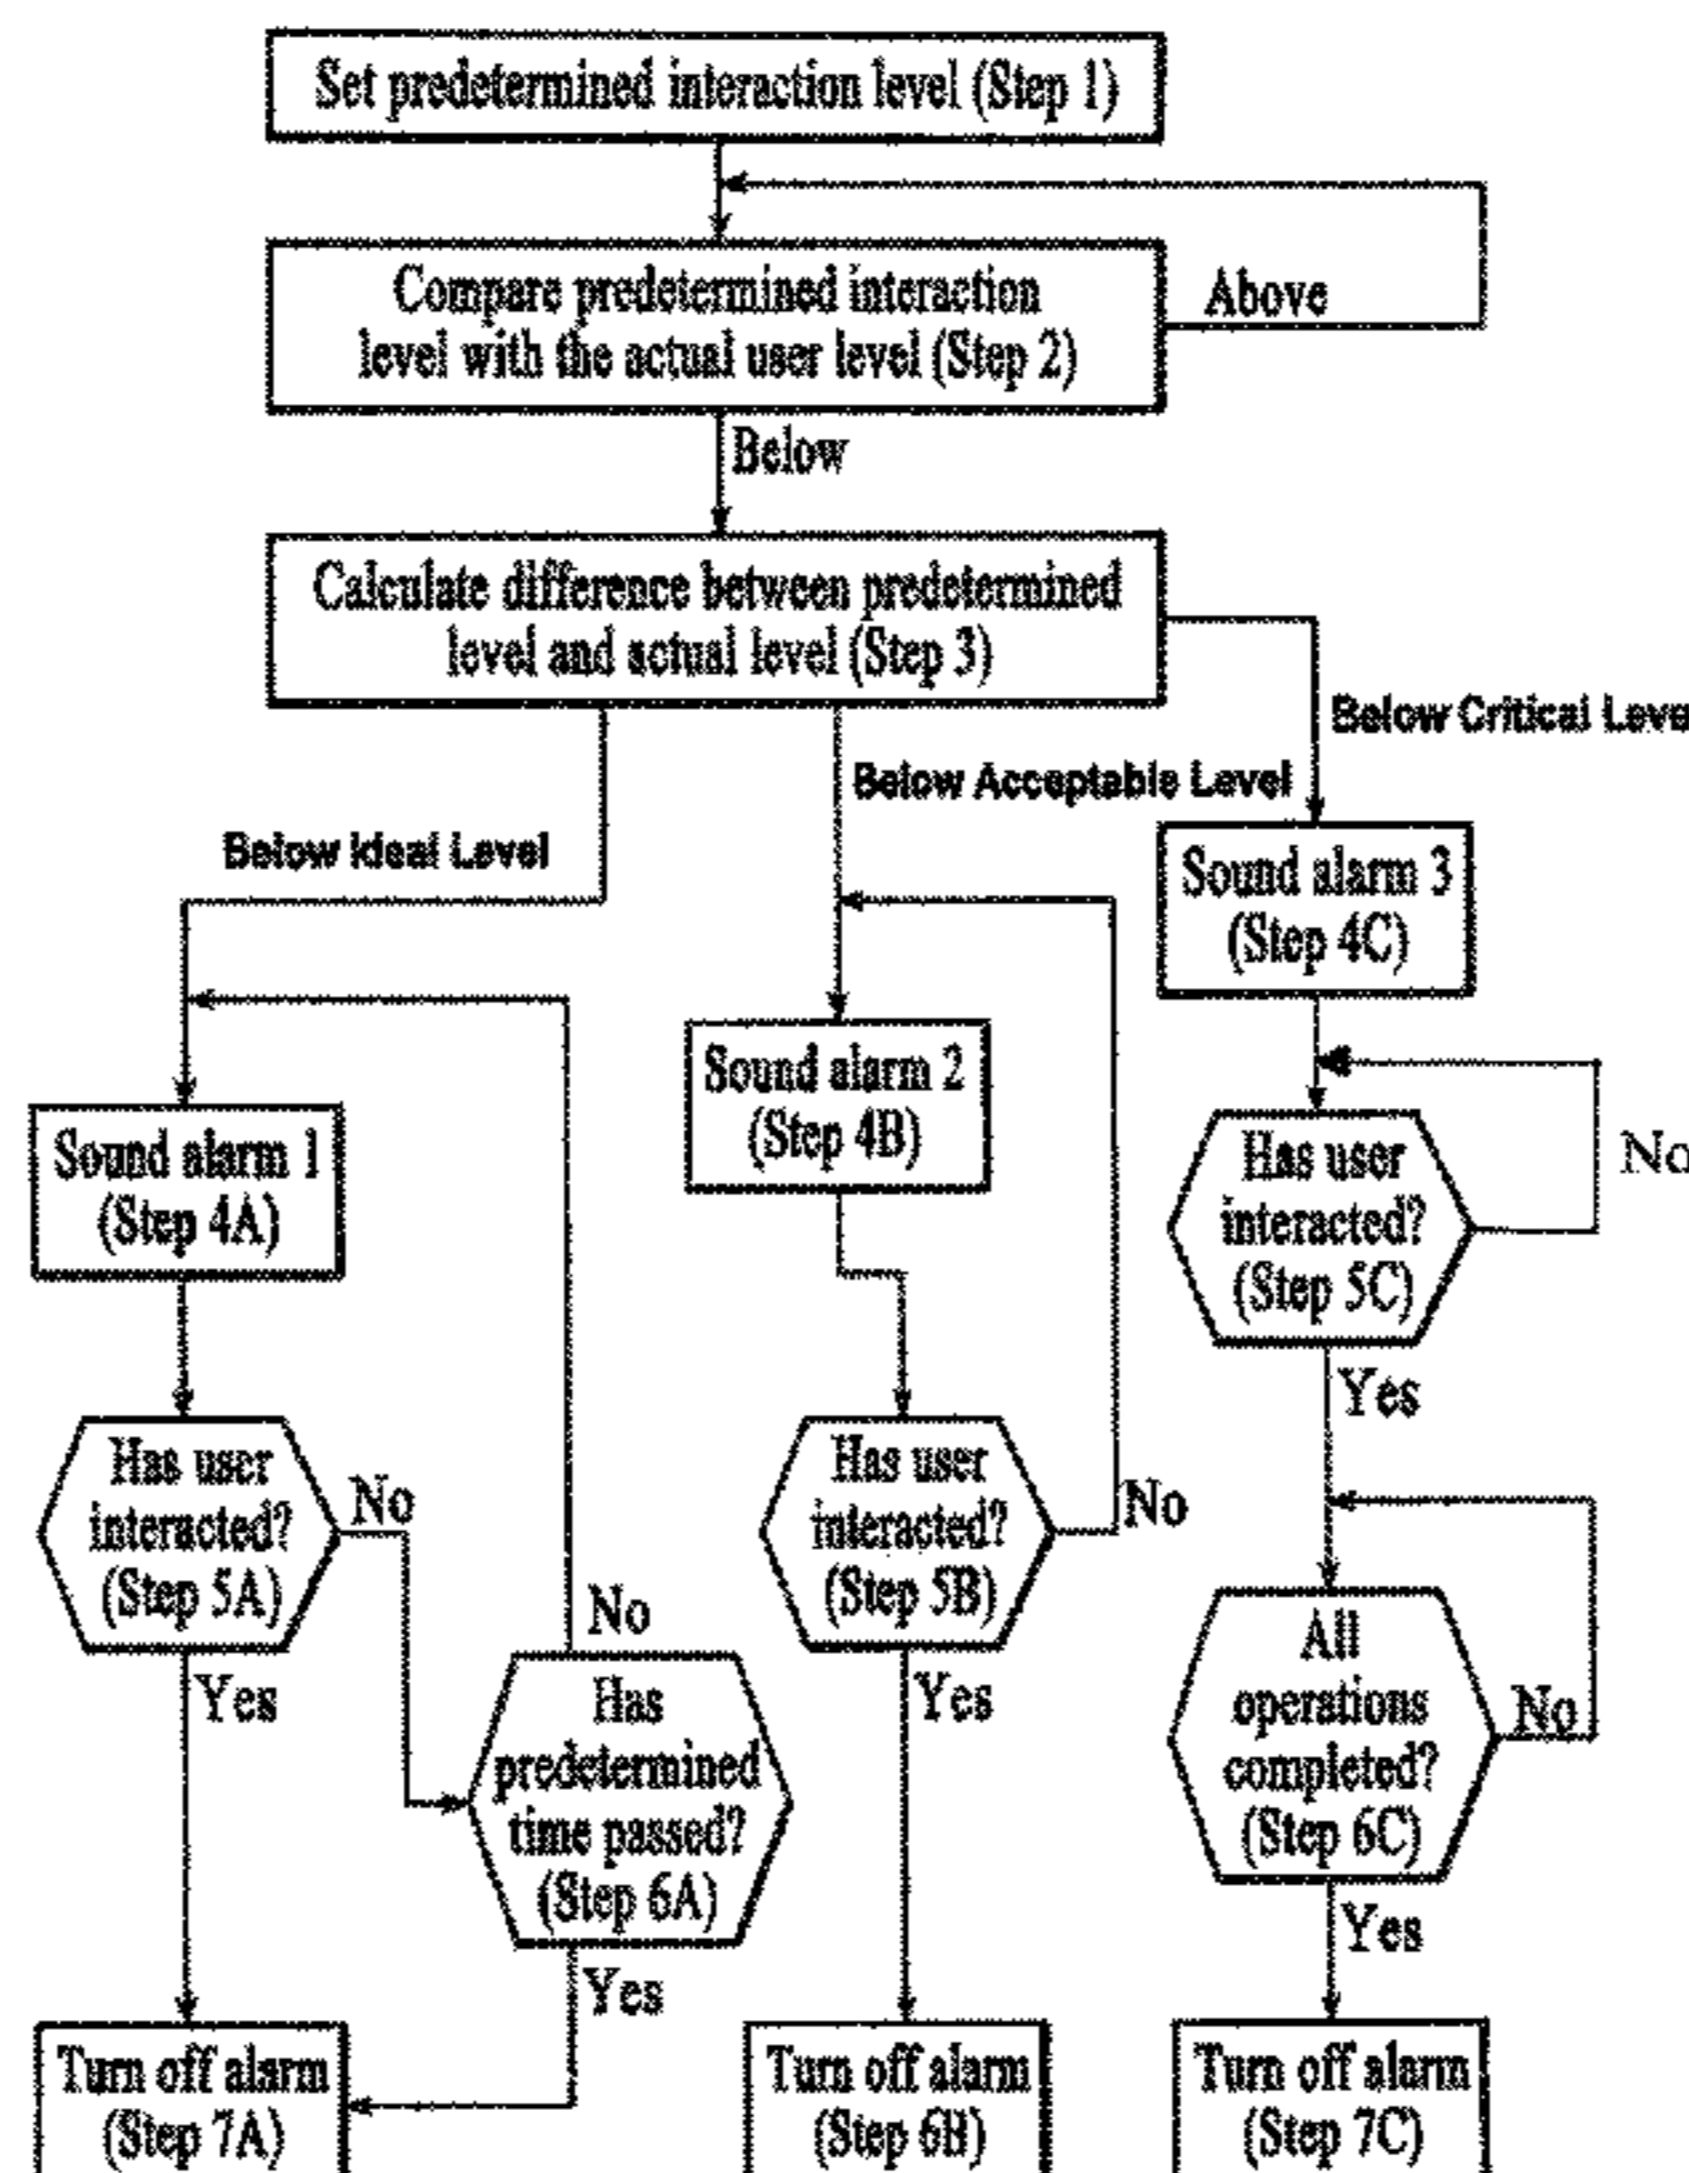 Set predetermined interaction level (Step 1)
Compare predetermined interaction
level with the actual user level (Step 2)
Above
Below
Calculate difference between predetermined
level and actual level (Step 3)
Below Critical Leve
Below Acceptable Level
Below Ideal Level
Sound alarm 3
(Step 4C)
Sound alarm 2
(Step 4B)
Sound alarm 1
(Step 4A)
Has user
interacted?
(Step 5C)
No
Yes
Has user
interacted?
(Step 5A)
No
Yes
Has user
interacted?
(Step 5B)
No
Yes
No
Has
predetermined
time passed?
(Step 6A)
Yes
All
operations
completed?
(Step 6C)
No
Yes
Turn off alarm
(Step 7A)
Turn off alarm
(Step 6B)
Turn off alarm
(Step 7C)